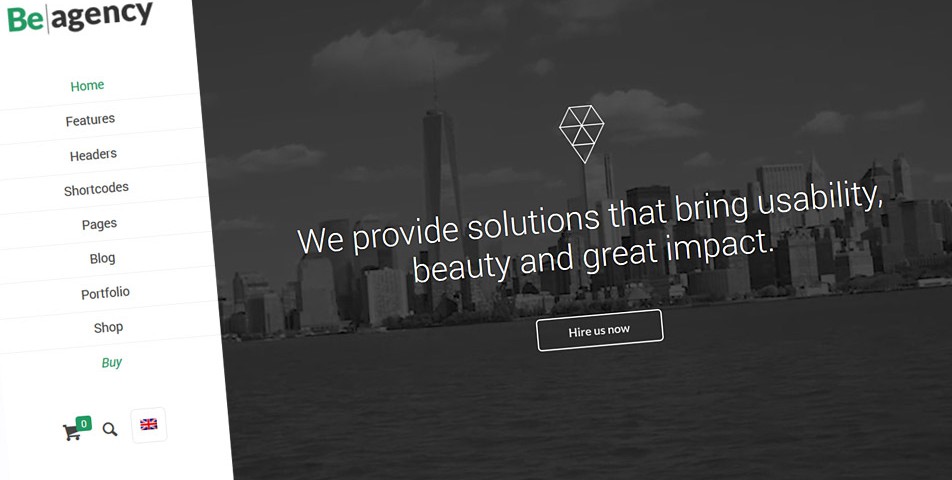 Be|agency
Home
Features
Headers
Shortcodes
Pages
Blog
Portfolio
Shop
Buy
0
We provide solutions that bring usability,
beauty and great impact.
Hire us now